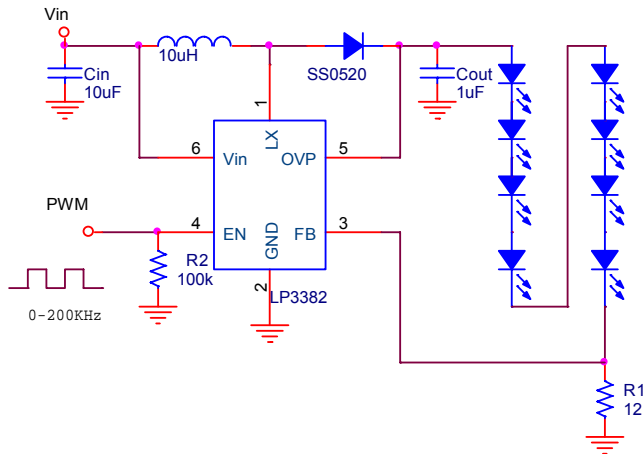 Vin
10uH
SS0520
Cin
10uF
Cout
1uF
1
LX
6
Vin
OVP
5
PWM
4
EN
FB
3
GND
2
R2
100k
LP3382
0-200KHz
R1
12